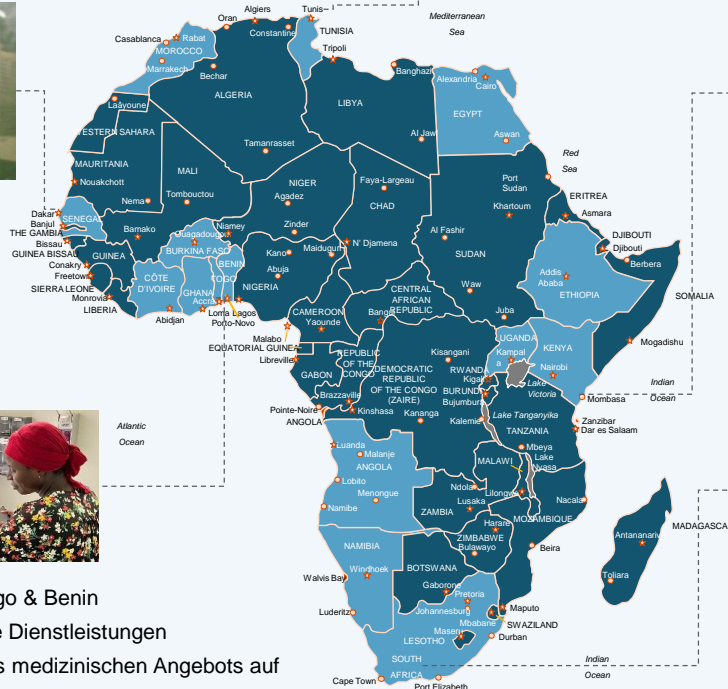 Mediterranean
Sea
Algiers
Oran
Tunis
Constantine
TUNISIA
Casablanca
Rabat
MOROCCO
Marrakech
Bechar
Tripoli
Banghazi
Alexandria
Cairo
ALGERIA
LIBYA
EGYPT
Laâyoune
WESTERN SAHARA
Al Jawf
Aswan
Tamanrasset
Red
Sea
MAURITANIA
Nouakchott
MALI
NIGER
Faya-Largeau
Port
Sudan
Nema
Tombouctou
Agadez
CHAD
Khartoum
ERITREA
Asmara
Dakar
SENEGAL
Banjul
THE GAMBIA
Bissau
GUINEA BISSAU
Bamako
Ouagadougu
BURKINA FASO
Niamey
Zinder
Kano
Maiduguri
N' Djamena
Al Fashir
SUDAN
DJIBOUTI
Djibouti
Berbera
GUINEA
Conakry
Freetown
SIERRA LEONE
Monrovia
LIBERIA
CÔTE
D'IVOIRE
Abidjan
GHANA
Accra
TOGO
BENIN
Abuja
NIGERIA
Lome
Lagos
Porto-Novo
Waw
Addis
Ababa
ETHIOPIA
SOMALIA
CENTRAL
AFRICAN
REPUBLIC
CAMEROON
Yaounde
Bangui
Juba
Malabo
EQUATORIAL GUINEA
Libreville
UGANDA
Kampal
a
KENYA
Nairobi
Mogadishu
REPUBLIC
OF THE
CONGO
Kisangani
DEMOCRATIC
REPUBLIC
OF THE CONGO
(ZAIRE)
RWANDA
Kigali
BURUNDI
Bujumbura
Lake
Victoria
Indian
Ocean
GABON
Brazzaville
Pointe-Noire
Kinshasa
ANGOLA
Kananga
Kalemie
Lake Tanganyika
TANZANIA
Mombasa
Zanzibar
Dar es Salaam
Atlantic
Ocean
Luanda
Malanje
ANGOLA
Lobito
Menongue
Namibe
Mbeya
MALAWI
Lake
Nyasa
Ndola
Lilongwe
Lusaka
ZAMBIA
Nacala
MOZAMBIQUE
MADAGASCA
Antananarivo
Harare
ZIMBABWE
Bulawayo
Beira
NAMIBIA
Windhoek
Walvis Bay
BOTSWANA
Gaborone
Toliara
Pretoria
Johannesburg
Maputo
Mbabane
SWAZILAND
Luderitz
Maseru
LESOTHO
Durban
SOUTH
AFRICA
Cape Town
Port Elizabeth
Indian
Ocean
go & Benin
e Dienstleistungen
s medizinischen Angebots auf